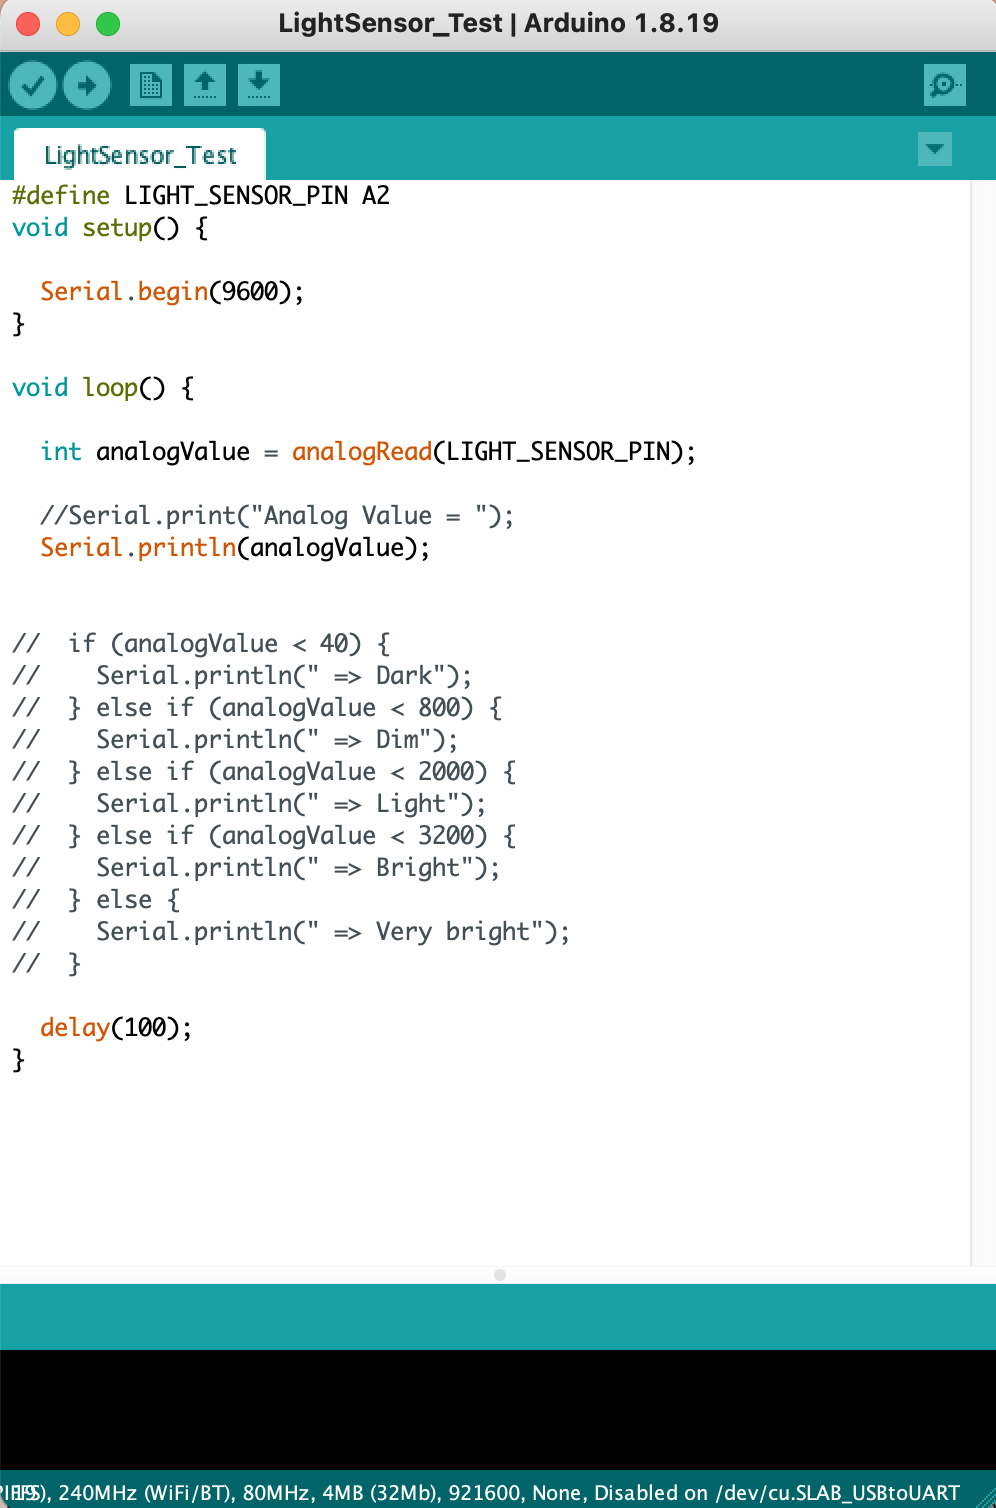 LightSensor_Test | Arduino 1.8.19
LightSensor_Test
#define LIGHT_SENSOR_PIN A2
void setup() {
  Serial.begin(9600);
}
void loop() {
  int analogValue = analogRead(LIGHT_SENSOR_PIN);
  //Serial.print("Analog Value = ");
  Serial.println(analogValue);
//  if (analogValue < 40) {
//    Serial.println(" => Dark");
//  } else if (analogValue < 800) {
//    Serial.println(" => Dim");
//  } else if (analogValue < 2000) {
//    Serial.println(" => Light");
//  } else if (analogValue < 3200) {
//    Serial.println(" => Bright");
//  } else {
//    Serial.println(" => Very bright");
//  }
  delay(100);
}
240MHz (WiFi/BT), 80MHz, 4MB (32Mb), 921600, None, Disabled on /dev/cu.SLAB_USBtoUART